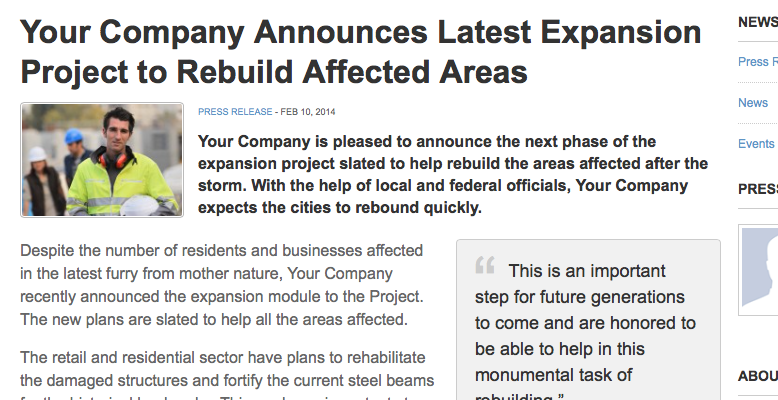 Your Company Announces Latest Expansion
Project to Rebuild Affected Areas
PRESS RELEASE - FEB 10, 2014
Your Company is pleased to announce the next phase of the
expansion project slated to help rebuild the areas affected after the
storm. With the help of local and federal officials, Your Company
expects the cities to rebound quickly.
Despite the number of residents and businesses affected
in the latest furry from mother nature, Your Company
recently announced the expansion module to the Project.
The new plans are slated to help all the areas affected.
The retail and residential sector have plans to rehabilitate
the damaged structures and fortify the current steel beams
“ This is an important
step for future generations
to come and are honored to
be able to help in this
monumental task of
rebuilding.”
NEWS
Press R
News
Events
PRESS
ABOU